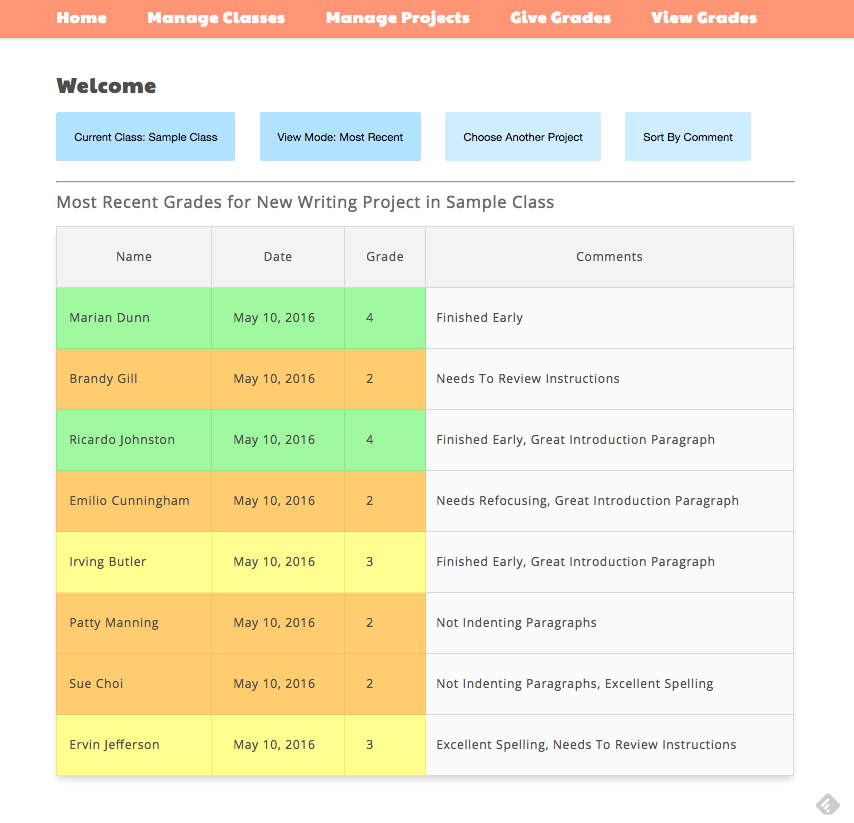 Home Manage Classes Manage Projects Give Grades View Grades
Welcome
Current Class: Sample Class View Mode: Most Recent Choose Another Project Sort By Comment
Most Recent Grades for New Writing Project in Sample Class
Name Date Grade Comments
Marian Dunn May 10, 2016 4 Finished Early
Brandy Gill May 10, 2016 2 Needs To Review Instructions
Ricardo Johnston May 10, 2016 4 Finished Early, Great Introduction Paragraph
Emilio Cunningham May 10, 2016 2 Needs Refocusing, Great Introduction Paragraph
Irving Butler May 10, 2016 3 Finished Early, Great Introduction Paragraph
Patty Manning May 10, 2016 2 Not Indenting Paragraphs
Sue Choi May 10, 2016 2 Not Indenting Paragraphs, Excellent Spelling
Ervin Jefferson May 10, 2016 3 Excellent Spelling, Needs To Review Instructions